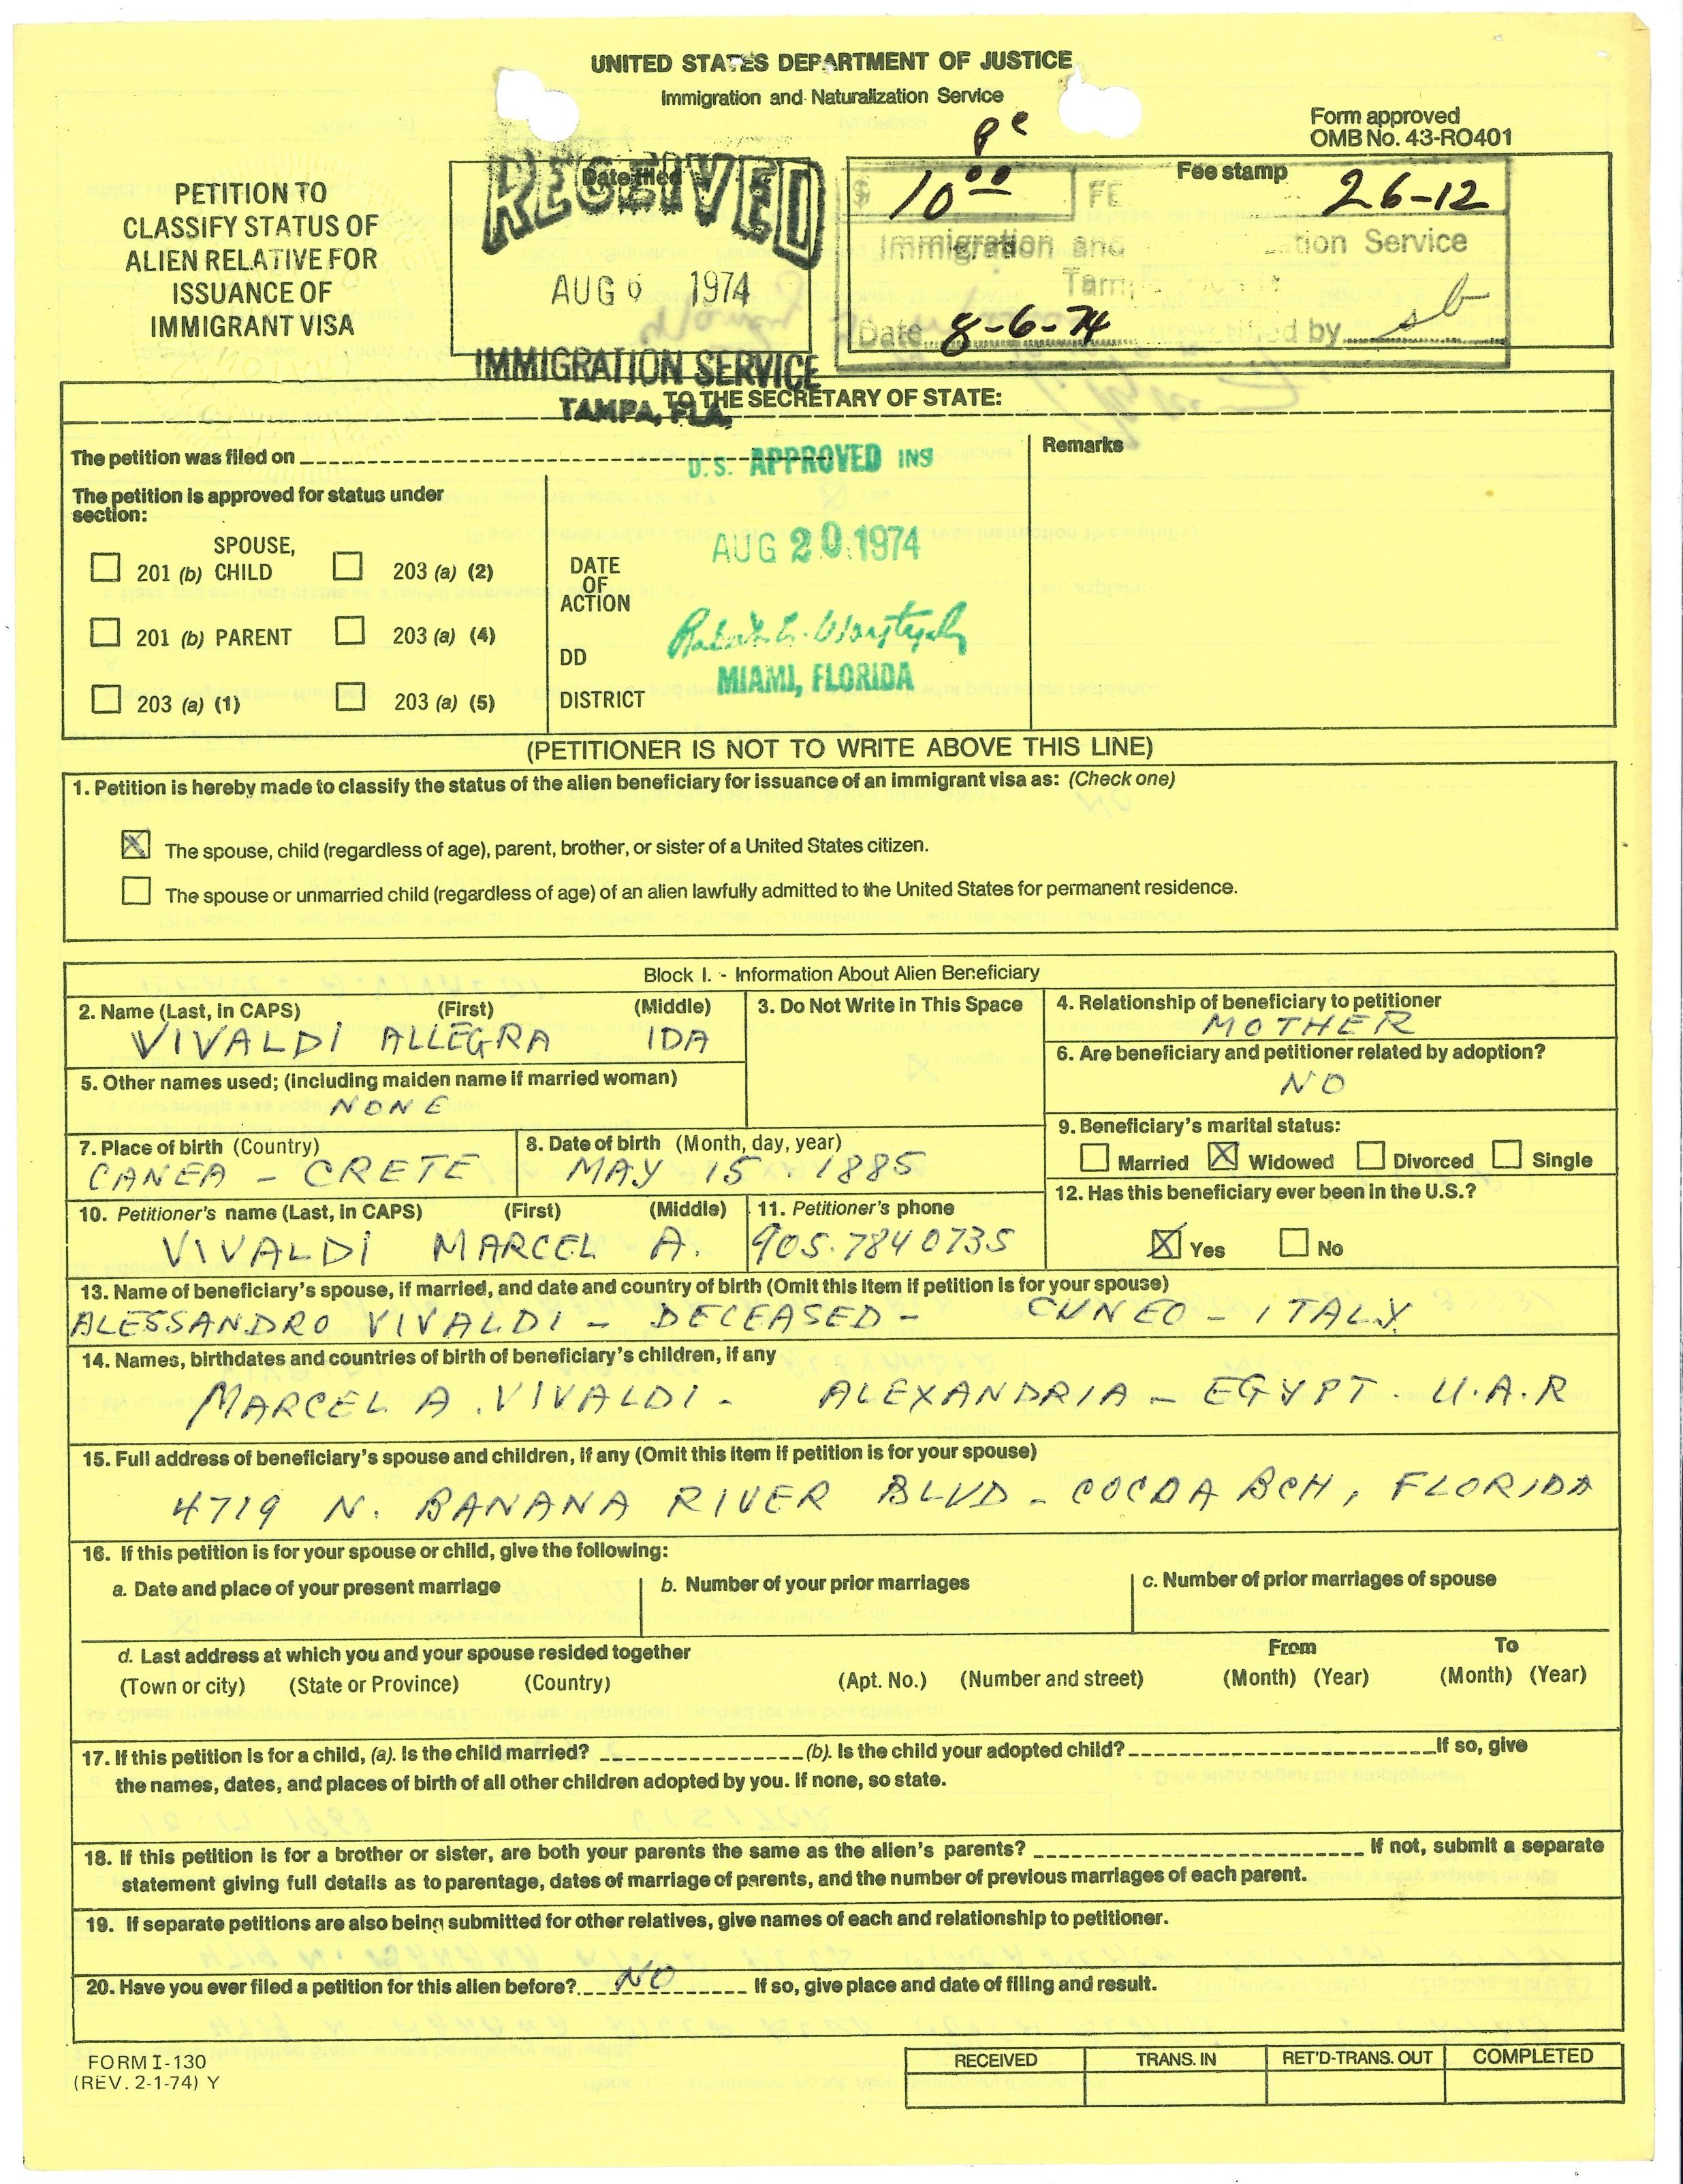 UNITED STATES DEPARTMENT OF JUSTICE
Immigration and Naturalization Service
Form approved
OMB No. 43-RO401
PETITION TO
CLASSIFY STATUS OF
ALIEN RELATIVE FOR
ISSUANCE OF
IMMIGRANT VISA
Date filed
RECEIVED
AUG 6 1974
IMMIGRATION SERVICE
TAMPA, FLA.
Fee stamp
$ 10.00 FE 26-12
Immigration and ation Service
Date 8-6-74 by sb
TO THE SECRETARY OF STATE:
The petition was filed on
U.S. APPROVED INS
Remarks
The petition is approved for status under
section:
201 (b) SPOUSE, CHILD 203 (a) (2)
201 (b) PARENT 203 (a) (4)
203 (a) (1) 203 (a) (5)
DATE
OF
ACTION
AUG 20 1974
DD
DISTRICT
MIAMI, FLORIDA
(PETITIONER IS NOT TO WRITE ABOVE THIS LINE)
1. Petition is hereby made to classify the status of the alien beneficiary for issuance of an immigrant visa as: (Check one)
X The spouse, child (regardless of age), parent, brother, or sister of a United States citizen.
The spouse or unmarried child (regardless of age) of an alien lawfully admitted to the United States for permanent residence.
Block I. - Information About Alien Beneficiary
2. Name (Last, in CAPS) (First) (Middle)
VIVALDI ALLEGRA IDA
3. Do Not Write in This Space
4. Relationship of beneficiary to petitioner
MOTHER
5. Other names used; (including maiden name if married woman)
NONE
6. Are beneficiary and petitioner related by adoption?
NO
7. Place of birth (Country)
CANEA - CRETE
8. Date of birth (Month, day, year)
MAY 15. 1885
9. Beneficiary's marital status:
Married X Widowed Divorced Single
10. Petitioner's name (Last, in CAPS) (First) (Middle)
VIVALDI MARCEL A.
11. Petitioner's phone
905.7840735
12. Has this beneficiary ever been in the U.S.?
X Yes No
13. Name of beneficiary's spouse, if married, and date and country of birth (Omit this item if petition is for your spouse)
ALESSANDRO VIVALDI - DECEASED - CUNEO - ITALY
14. Names, birthdates and countries of birth of beneficiary's children, if any
MARCEL A. VIVALDI - ALEXANDRIA - EGYPT - U.A.R
15. Full address of beneficiary's spouse and children, if any (Omit this item if petition is for your spouse)
4719 N. BANANA RIVER BLVD - COCOA BCH, FLORIDA
16. If this petition is for your spouse or child, give the following:
a. Date and place of your present marriage
b. Number of your prior marriages
c. Number of prior marriages of spouse
d. Last address at which you and your spouse resided together From To
(Town or city) (State or Province) (Country) (Apt. No.) (Number and street) (Month) (Year) (Month) (Year)
17. If this petition is for a child, (a). Is the child married? (b). Is the child your adopted child? If so, give
the names, dates, and places of birth of all other children adopted by you. If none, so state.
18. If this petition is for a brother or sister, are both your parents the same as the alien's parents? If not, submit a separate
statement giving full details as to parentage, dates of marriage of parents, and the number of previous marriages of each parent.
19. If separate petitions are also being submitted for other relatives, give names of each and relationship to petitioner.
20. Have you ever filed a petition for this alien before? NO If so, give place and date of filing and result.
FORM I-130
(REV. 2-1-74) Y
RECEIVED TRANS. IN RET'D-TRANS. OUT COMPLETED